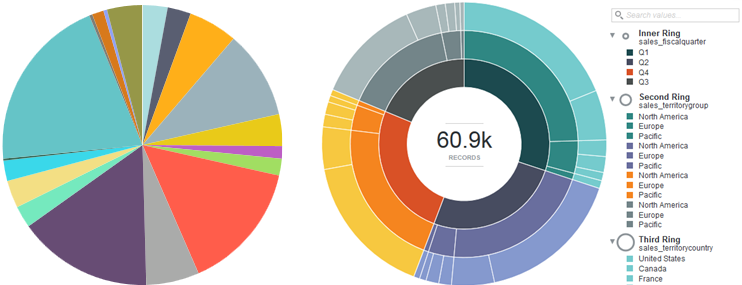 60.9k
RECORDS
Search values...
Inner Ring
sales_fiscalquarter
Q1
Q2
Q4
Q3
Second Ring
sales_territorygroup
North America
Europe
Pacific
North America
Europe
Pacific
North America
Europe
Pacific
North America
Europe
Pacific
Third Ring
sales_territorycountry
United States
Canada
France